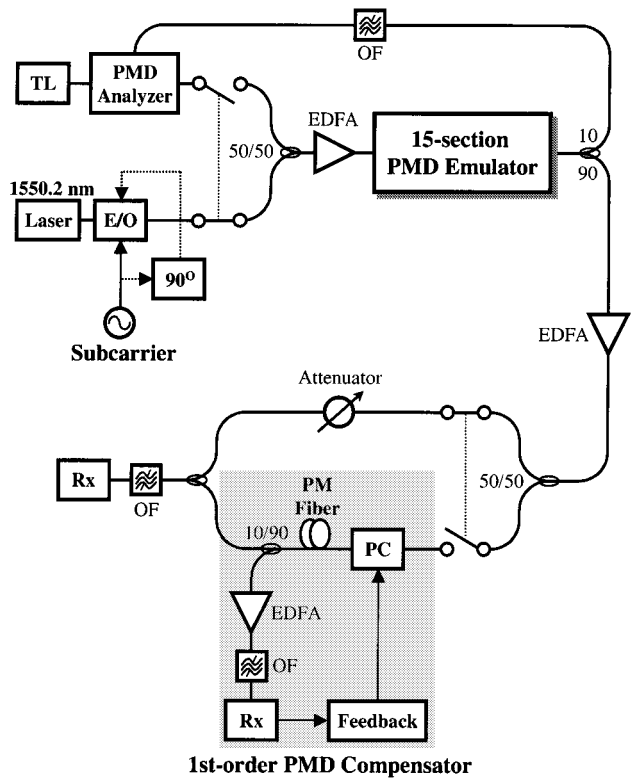 OF
TL
PMD
Analyzer
EDFA
50/50
15-section
PMD Emulator
10
90
1550.2 nm
Laser
E/O
90O
Subcarrier
EDFA
Attenuator
Rx
OF
50/50
PM
Fiber
10/90
PC
EDFA
OF
Rx
Feedback
1st-order PMD Compensator